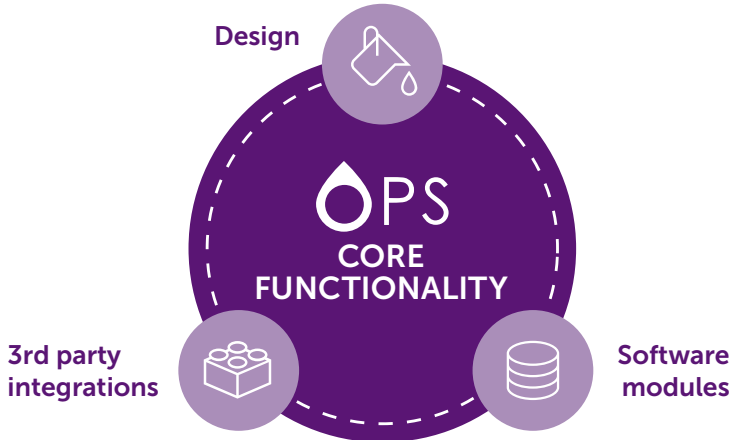 Design
OPS
CORE
FUNCTIONALITY
3rd party
integrations
Software
modules